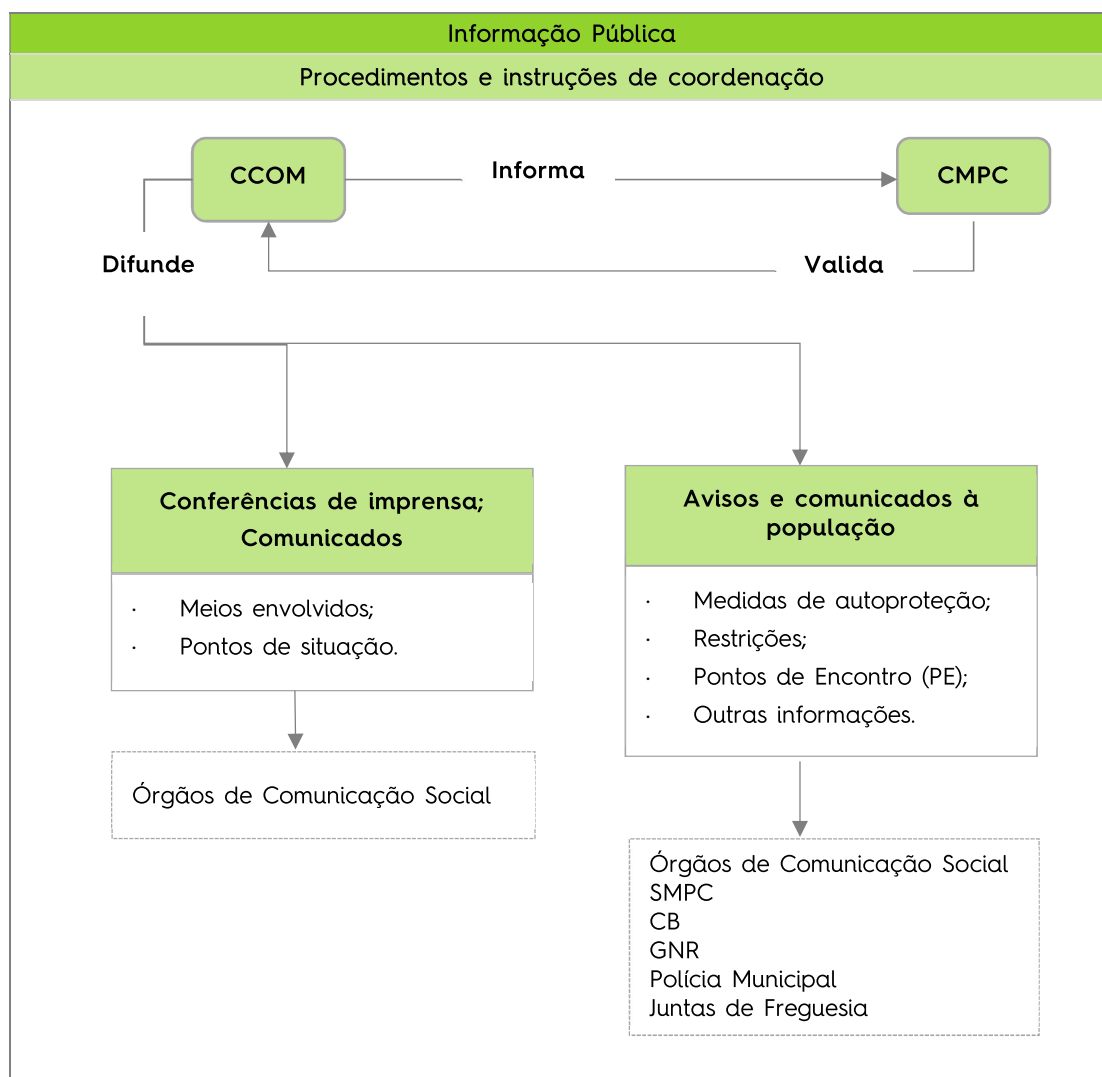 Informação Pública
Procedimentos e instruções de coordenação
CCOM
Informa
CMPC
Difunde
Valida
Conferências de imprensa;
Comunicados
· Meios envolvidos;
· Pontos de situação.
Órgãos de Comunicação Social
Avisos e comunicados à
população
· Medidas de autoproteção;
· Restrições;
· Pontos de Encontro (PE);
· Outras informações.
Órgãos de Comunicação Social
SMPC
CB
GNR
Polícia Municipal
Juntas de Freguesia